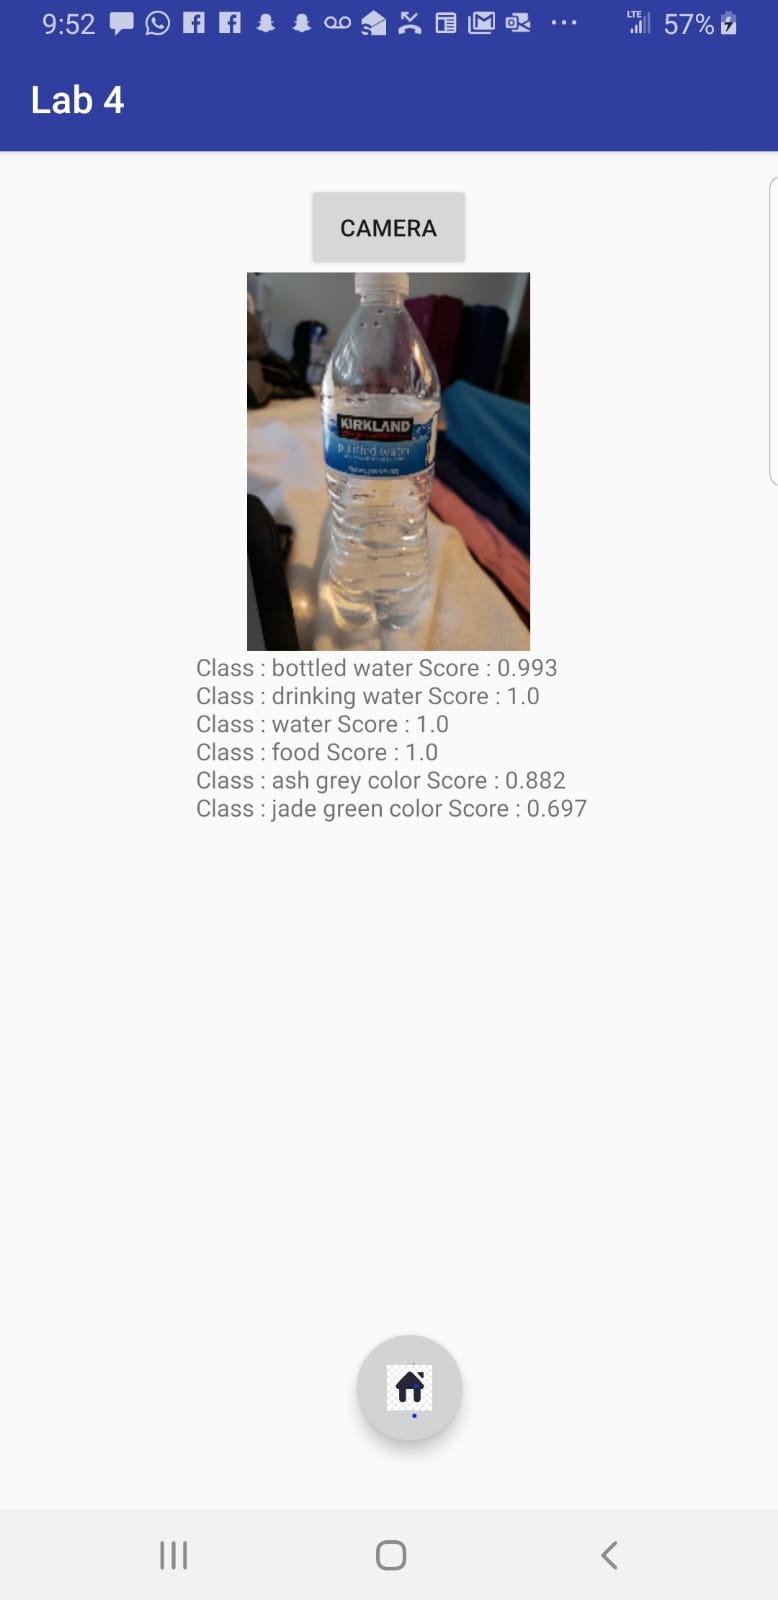 9:52
LTE
57%
Lab 4
CAMERA
KIRKLAND
purified water
Class : bottled water Score : 0.993
Class : drinking water Score : 1.0
Class : water Score : 1.0
Class : food Score : 1.0
Class : ash grey color Score : 0.882
Class : jade green color Score : 0.697